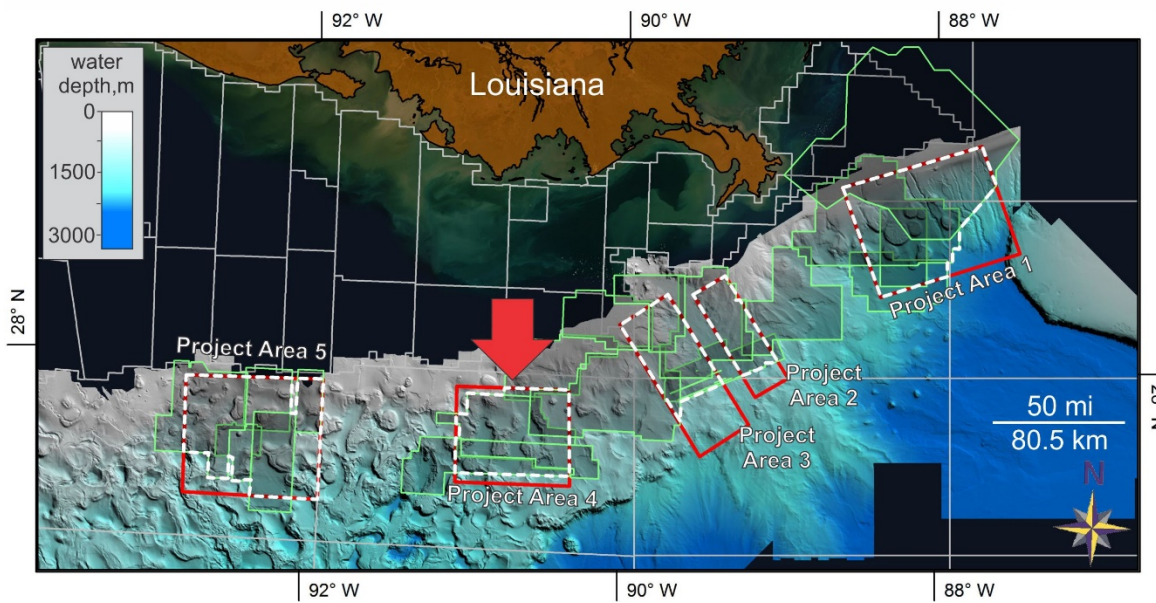 92° W
90° W
88° W
water
depth,m
0
1500
3000
Louisiana
28° N
Project Area 1
Project Area 5
Project
Area 2
Project
Area 3
Project Area 4
50 mi
80.5 km
N
28° N
92° W
90° W
88° W